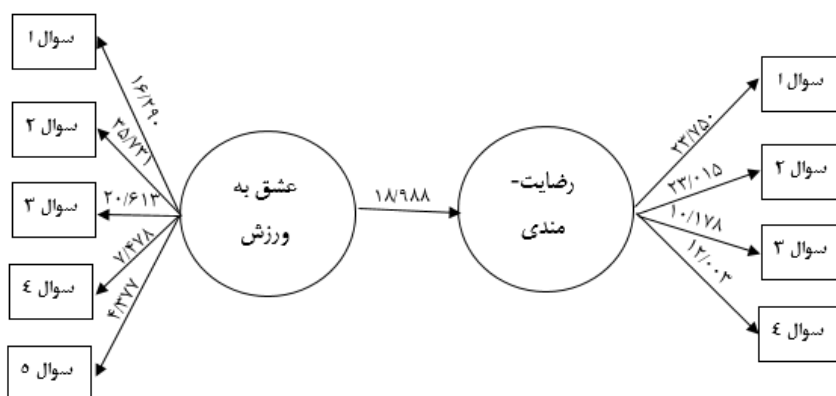 سوال ۱
سوال ۲
سوال ۳
سوال ٤
سوال ٥
۱۶/۲۹۰
۳۵/۷۳۱
۲۰/۶۱۳
۷/۴۷۸
۴/۳۷۷
عشق به
ورزش
۱۸/۹۸۸
رضایت-
مندی
۲۳/۷۵۰
۲۳/۰۱۵
۱۰/۱۷۸
۱۲/۰۰۳
سوال ۱
سوال ۲
سوال ۳
سوال ٤